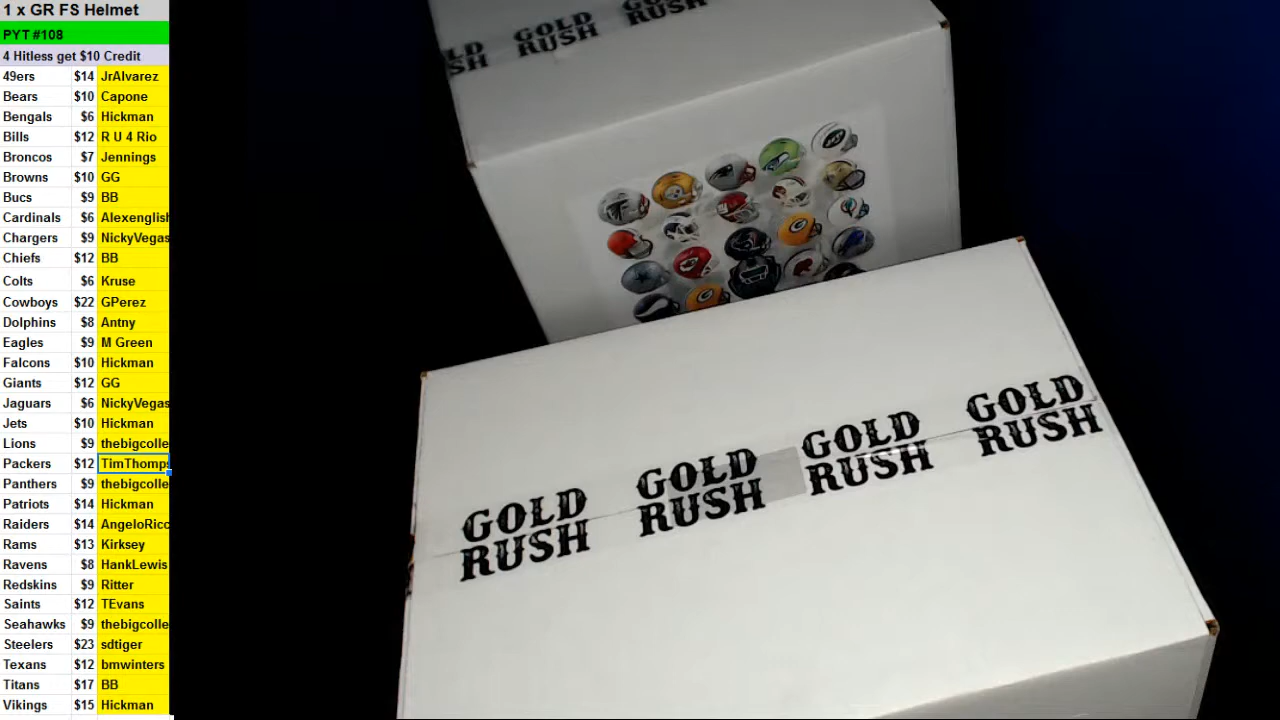 1 x GR FS Helmet
PYT #108
4 Hitless get $10 Credit
49ers $14 JrAlvarez
Bears $10 Capone
Bengals $6 Hickman
Bills $12 R U 4 Rio
Broncos $7 Jennings
Browns $10 GG
Bucs $9 BB
Cardinals $6 Alexenglish
Chargers $9 NickyVegas
Chiefs $12 BB
Colts $6 Kruse
Cowboys $22 GPerez
Dolphins $8 Antny
Eagles $9 M Green
Falcons $10 Hickman
Giants $12 GG
Jaguars $6 NickyVegas
Jets $10 Hickman
Lions $9 thebigcolle
Packers $12 TimThomps
Panthers $9 thebigcolle
Patriots $14 Hickman
Raiders $14 AngeloRicc
Rams $13 Kirksey
Ravens $8 HankLewis
Redskins $9 Ritter
Saints $12 TEvans
Seahawks $9 thebigcolle
Steelers $23 sdtiger
Texans $12 bmwinters
Titans $17 BB
Vikings $15 Hickman
LD GOLD GOLD
SH RUSH RUSH
GOLD GOLD GOLD GOLD
RUSH RUSH RUSH RUSH